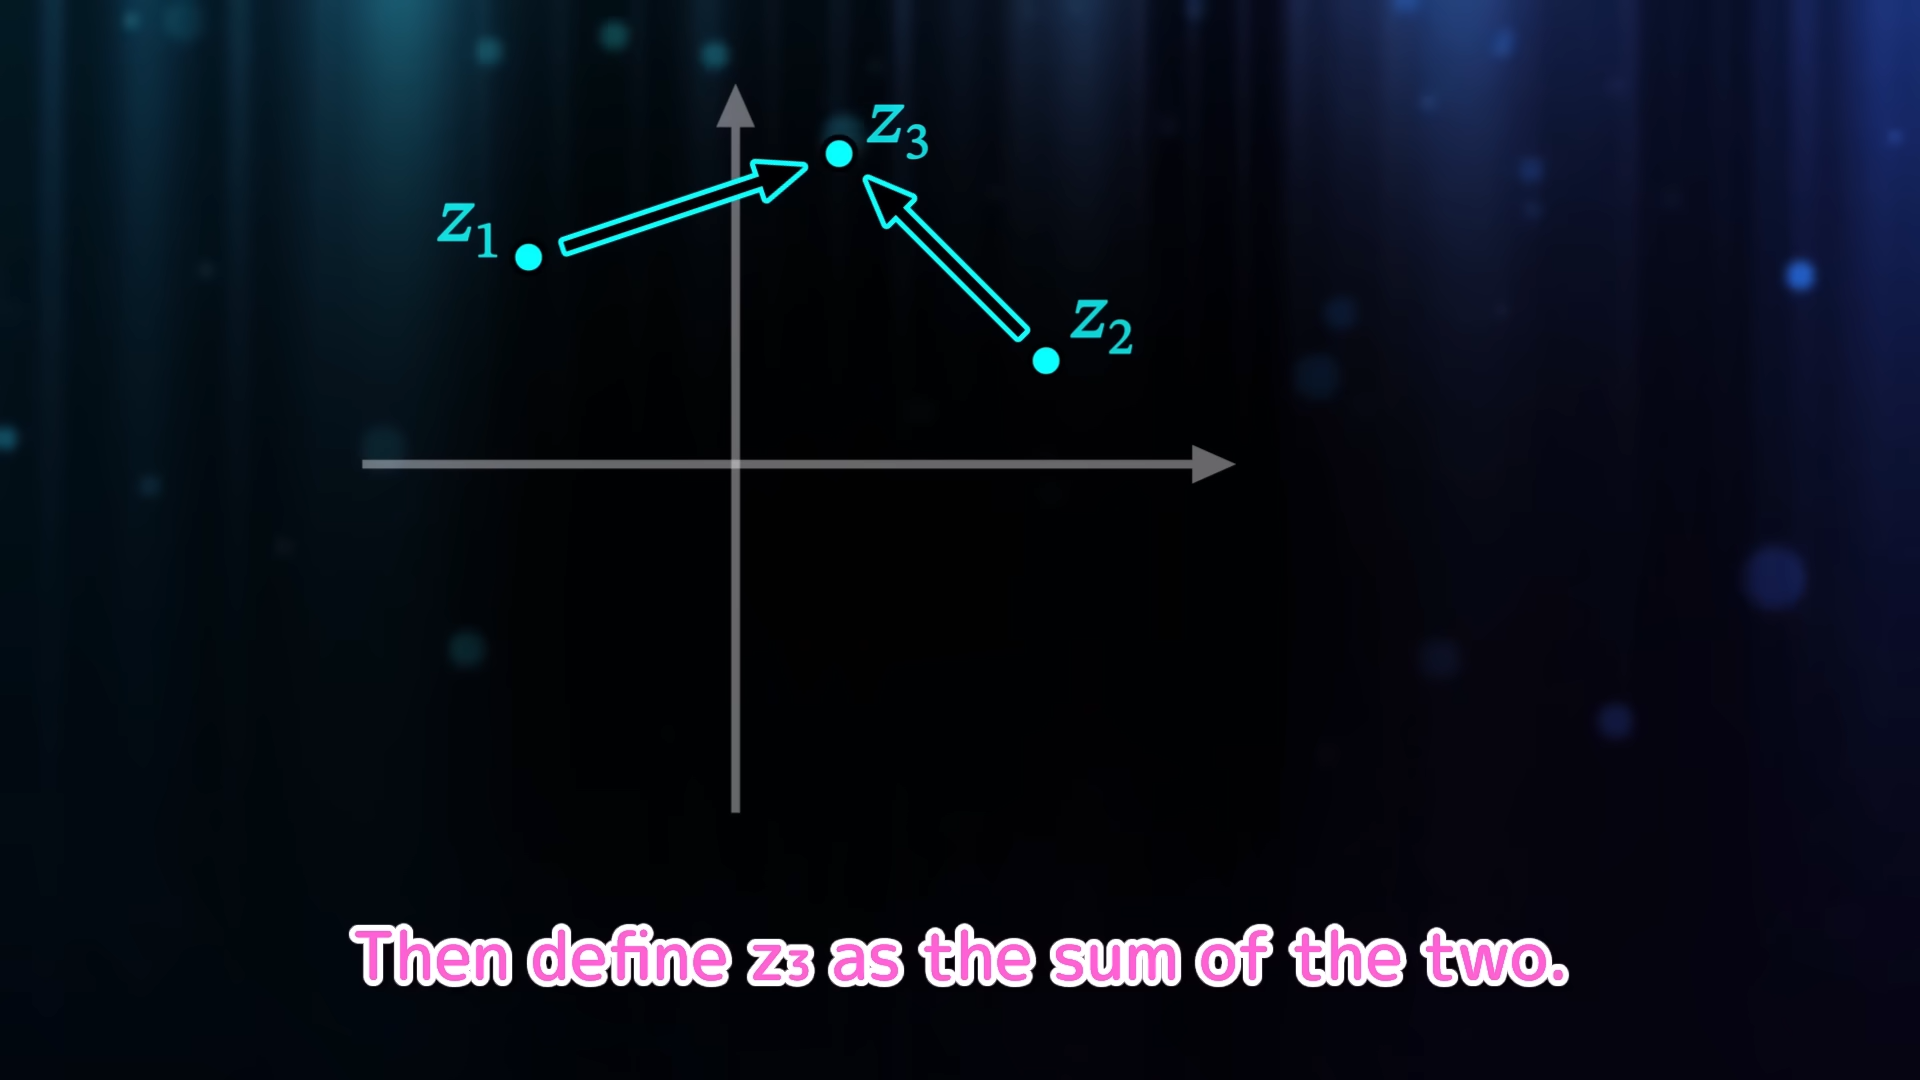 z₃
z₁
z₂
Then define z₃ as the sum of the two.